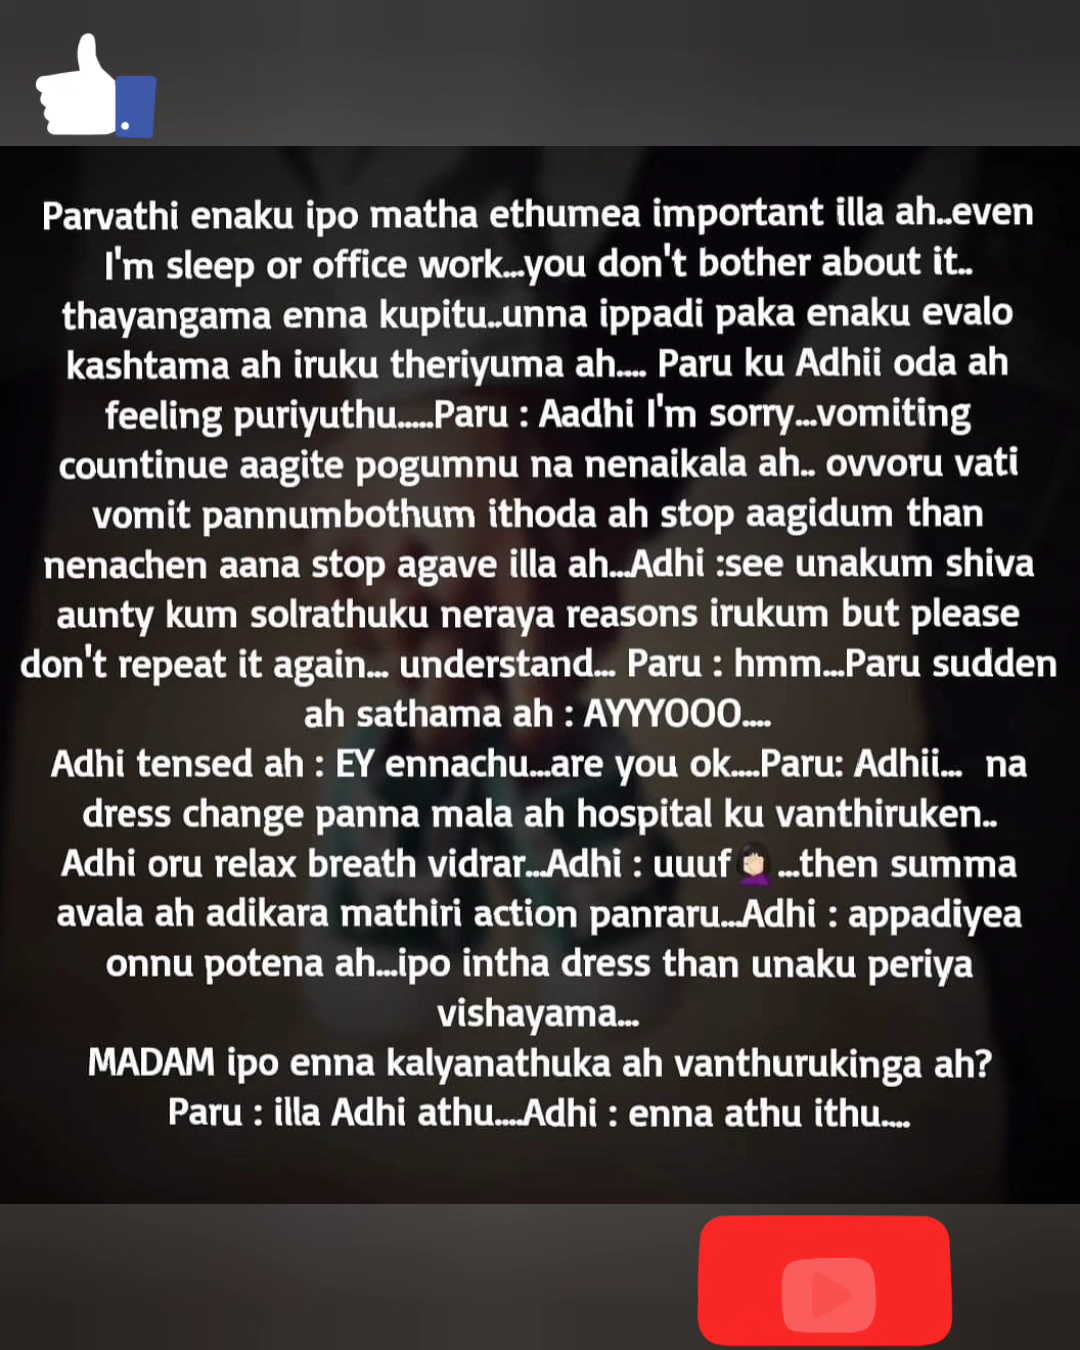 Parvathi enaku ipo matha ethumea important illa ah..even
I'm sleep or office work...you don't bother about it..
thayangama enna kupitu..unna ippadi paka enaku evalo
kashtama ah iruku theriyuma ah.... Paru ku Adhii oda ah
feeling puriyuthu.....Paru : Aadhi I'm sorry...vomiting
countinue aagite pogumnu na nenaikala ah.. ovvoru vati
vomit pannumbothum ithoda ah stop aagidum than
nenachen aana stop agave illa ah...Adhi :see unakum shiva
aunty kum solrathuku neraya reasons irukum but please
don't repeat it again... understand... Paru : hmm...Paru sudden
ah sathama ah : AYYYOOO....
Adhi tensed ah : EY ennachu...are you ok....Paru: Adhii... na
dress change panna mala ah hospital ku vanthiruken..
Adhi oru relax breath vidrar...Adhi : uuuf🤦🏻‍♀️...then summa
avala ah adikara mathiri action panraru...Adhi : appadiyea
onnu potena ah...ipo intha dress than unaku periya
vishayama...
MADAM ipo enna kalyanathuka ah vanthurukinga ah?
Paru : illa Adhi athu....Adhi : enna athu ithu....